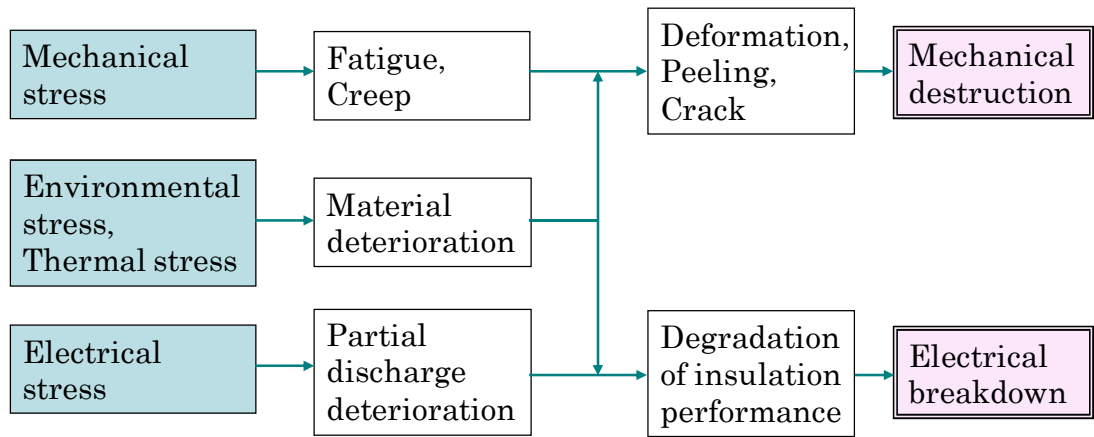 Mechanical
stress
Fatigue,
Creep
Deformation,
Peeling,
Crack
Mechanical
destruction
Environmental
stress,
Thermal stress
Material
deterioration
Electrical
stress
Partial
discharge
deterioration
Degradation
of insulation
performance
Electrical
breakdown